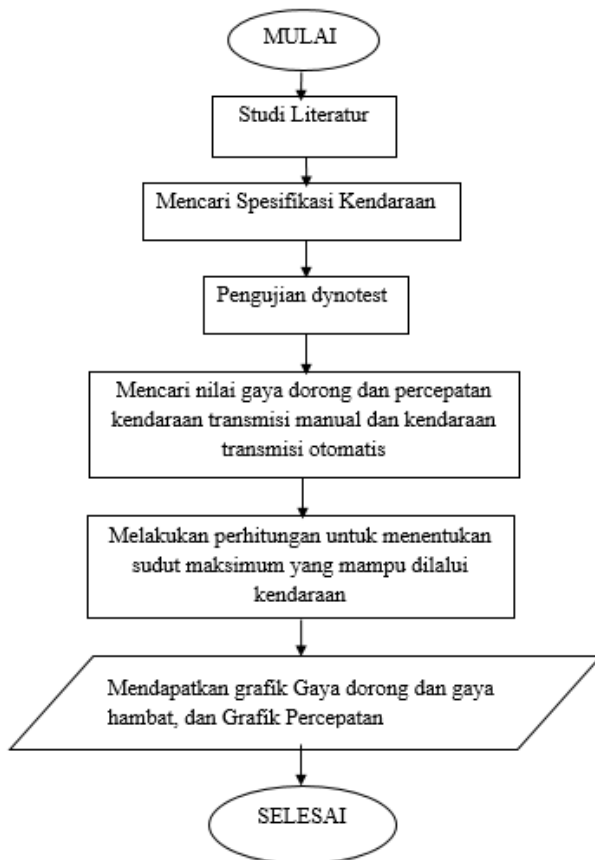 MULAI
Studi Literatur
Mencari Spesifikasi Kendaraan
Pengujian dynotest
Mencari nilai gaya dorong dan percepatan
kendaraan transmisi manual dan kendaraan
transmisi otomatis
Melakukan perhitungan untuk menentukan
sudut maksimum yang mampu dilalui
kendaraan
Mendapatkan grafik Gaya dorong dan gaya
hambat, dan Grafik Percepatan
SELESAI